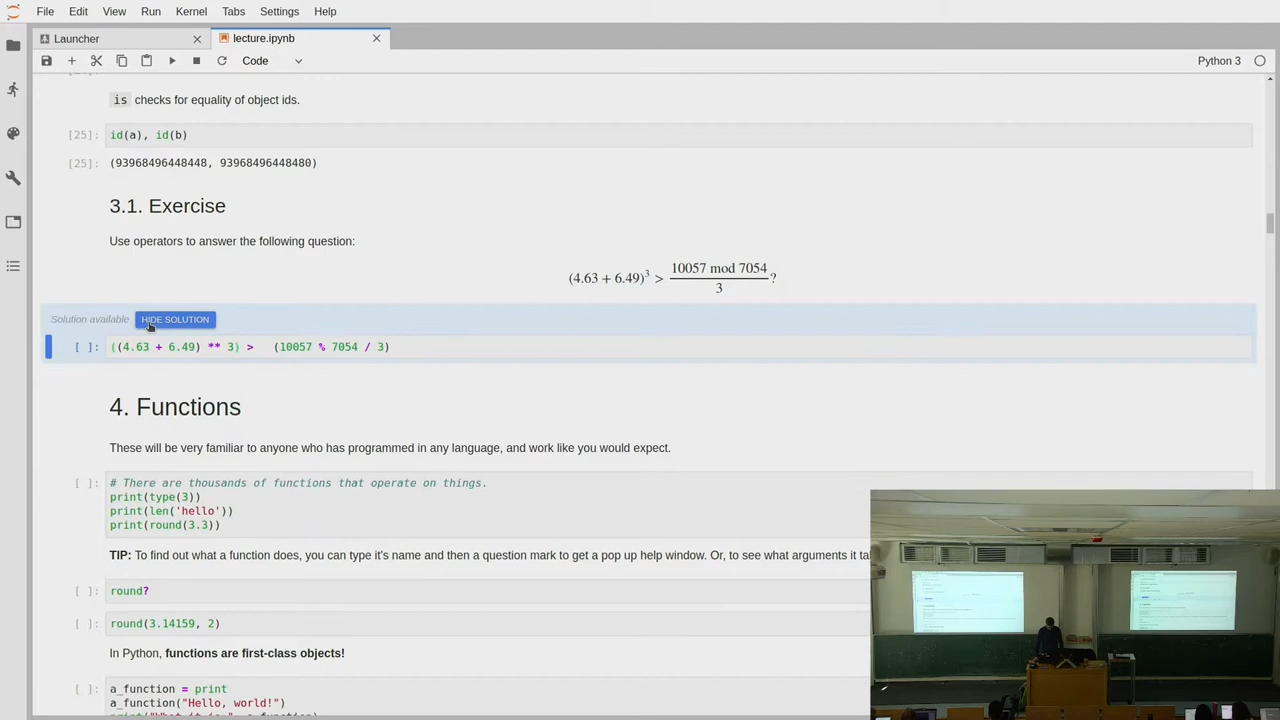 File Edit View Run Kernel Tabs Settings Help
Launcher
lecture.ipynb
Code
Python 3
is checks for equality of object ids.
[25]: id(a), id(b)
[25]: (93968496448448, 93968496448480)
3.1. Exercise
Use operators to answer the following question:
(4.63 + 6.49)³ > 10057 mod 7054 / 3 ?
Solution available HIDE SOLUTION
[ ]: ((4.63 + 6.49) ** 3) > (10057 % 7054 / 3)
4. Functions
These will be very familiar to anyone who has programmed in any language, and work like you would expect.
[ ]: # There are thousands of functions that operate on things.
print(type(3))
print(len('hello'))
print(round(3.3))
TIP: To find out what a function does, you can type it's name and then a question mark to get a pop up help window. Or, to see what arguments it
[ ]: round?
[ ]: round(3.14159, 2)
In Python, functions are first-class objects!
[ ]: a_function = print
a_function("Hello, world!")